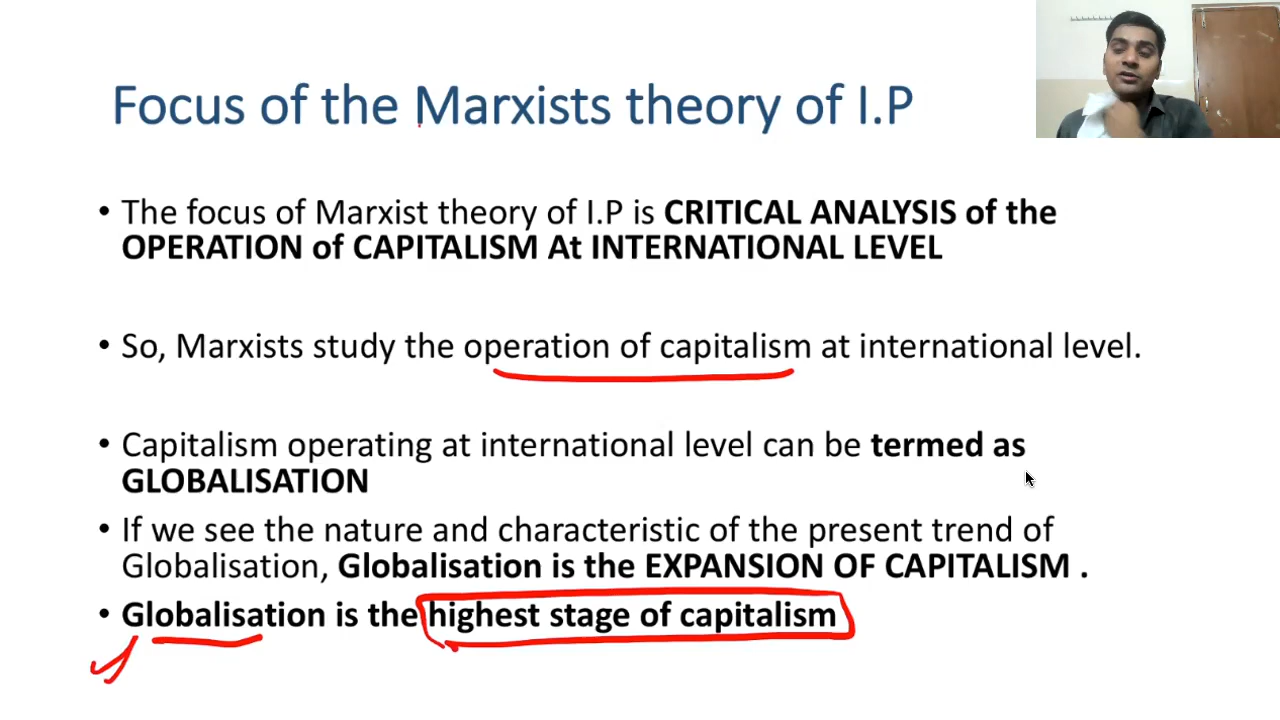 Focus of the Marxists theory of I.P
• The focus of Marxist theory of I.P is CRITICAL ANALYSIS of the
OPERATION of CAPITALISM At INTERNATIONAL LEVEL
• So, Marxists study the operation of capitalism at international level.
• Capitalism operating at international level can be termed as
GLOBALISATION
• If we see the nature and characteristic of the present trend of
Globalisation, Globalisation is the EXPANSION OF CAPITALISM .
• Globalisation is the highest stage of capitalism